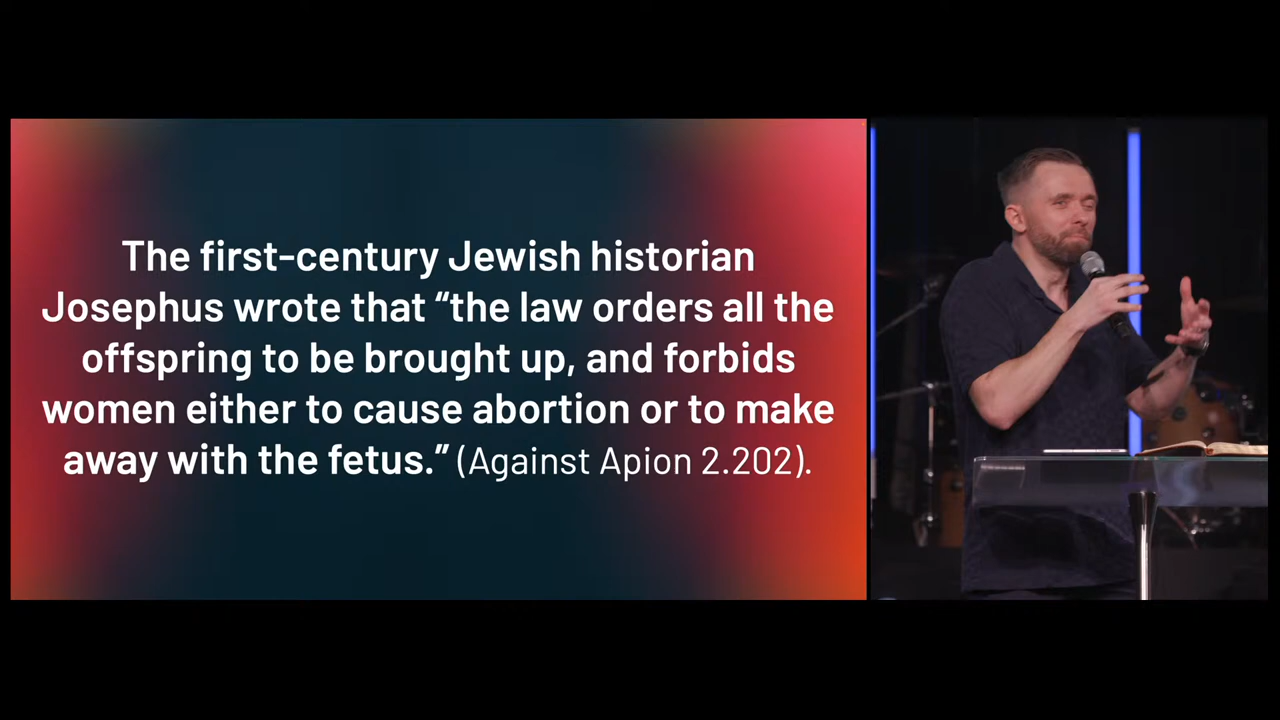 The first-century Jewish historian
Josephus wrote that “the law orders all the
offspring to be brought up, and forbids
women either to cause abortion or to make
away with the fetus.” (Against Apion 2.202).